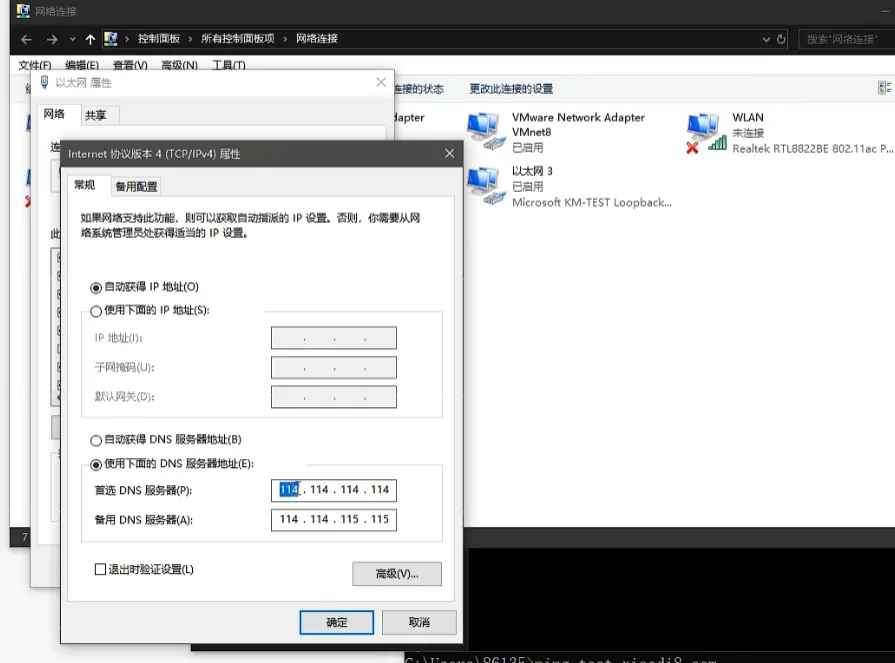 网络连接
控制面板 › 所有控制面板项 › 网络连接
搜索"网络连接"
文件(F) 编辑(E) 查看(V) 高级(N) 工具(T)
连接的状态 更改此连接的设置
VMware Network Adapter
VMnet8
已启用
WLAN
未连接
Realtek RTL8822BE 802.11ac P...
以太网 3
已启用
Microsoft KM-TEST Loopback...
以太网 属性
网络 共享
Internet 协议版本 4 (TCP/IPv4) 属性
常规 备用配置
如果网络支持此功能，则可以获取自动指派的 IP 设置。否则，你需要从网
络系统管理员处获得适当的 IP 设置。
自动获得 IP 地址(O)
使用下面的 IP 地址(S):
IP 地址(I):
子网掩码(U):
默认网关(D):
自动获得 DNS 服务器地址(B)
使用下面的 DNS 服务器地址(E):
首选 DNS 服务器(P): 114 . 114 . 114 . 114
备用 DNS 服务器(A): 114 . 114 . 115 . 115
退出时验证设置(L)
高级(V)...
确定 取消
7
C:\Users\86135>ping test.xiaodi8.com